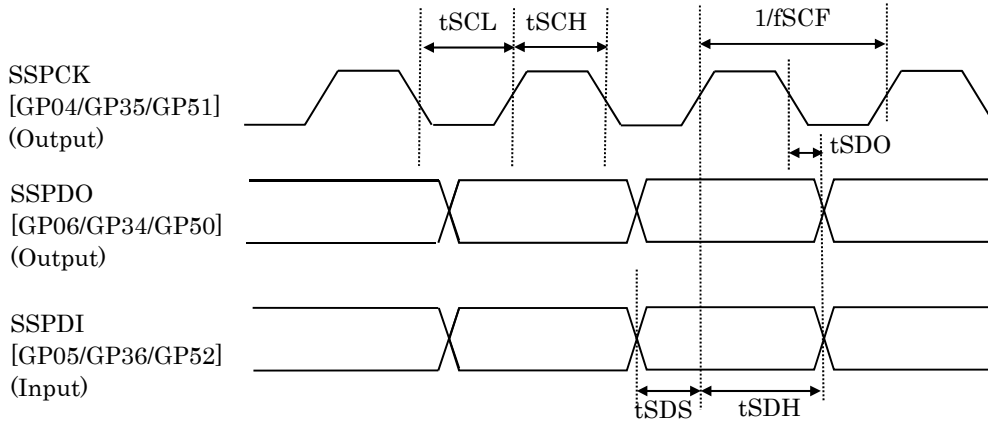 tSCL
tSCH
1/fSCF
SSPCK
[GP04/GP35/GP51]
(Output)
tSDO
SSPDO
[GP06/GP34/GP50]
(Output)
SSPDI
[GP05/GP36/GP52]
(Input)
tSDS
tSDH